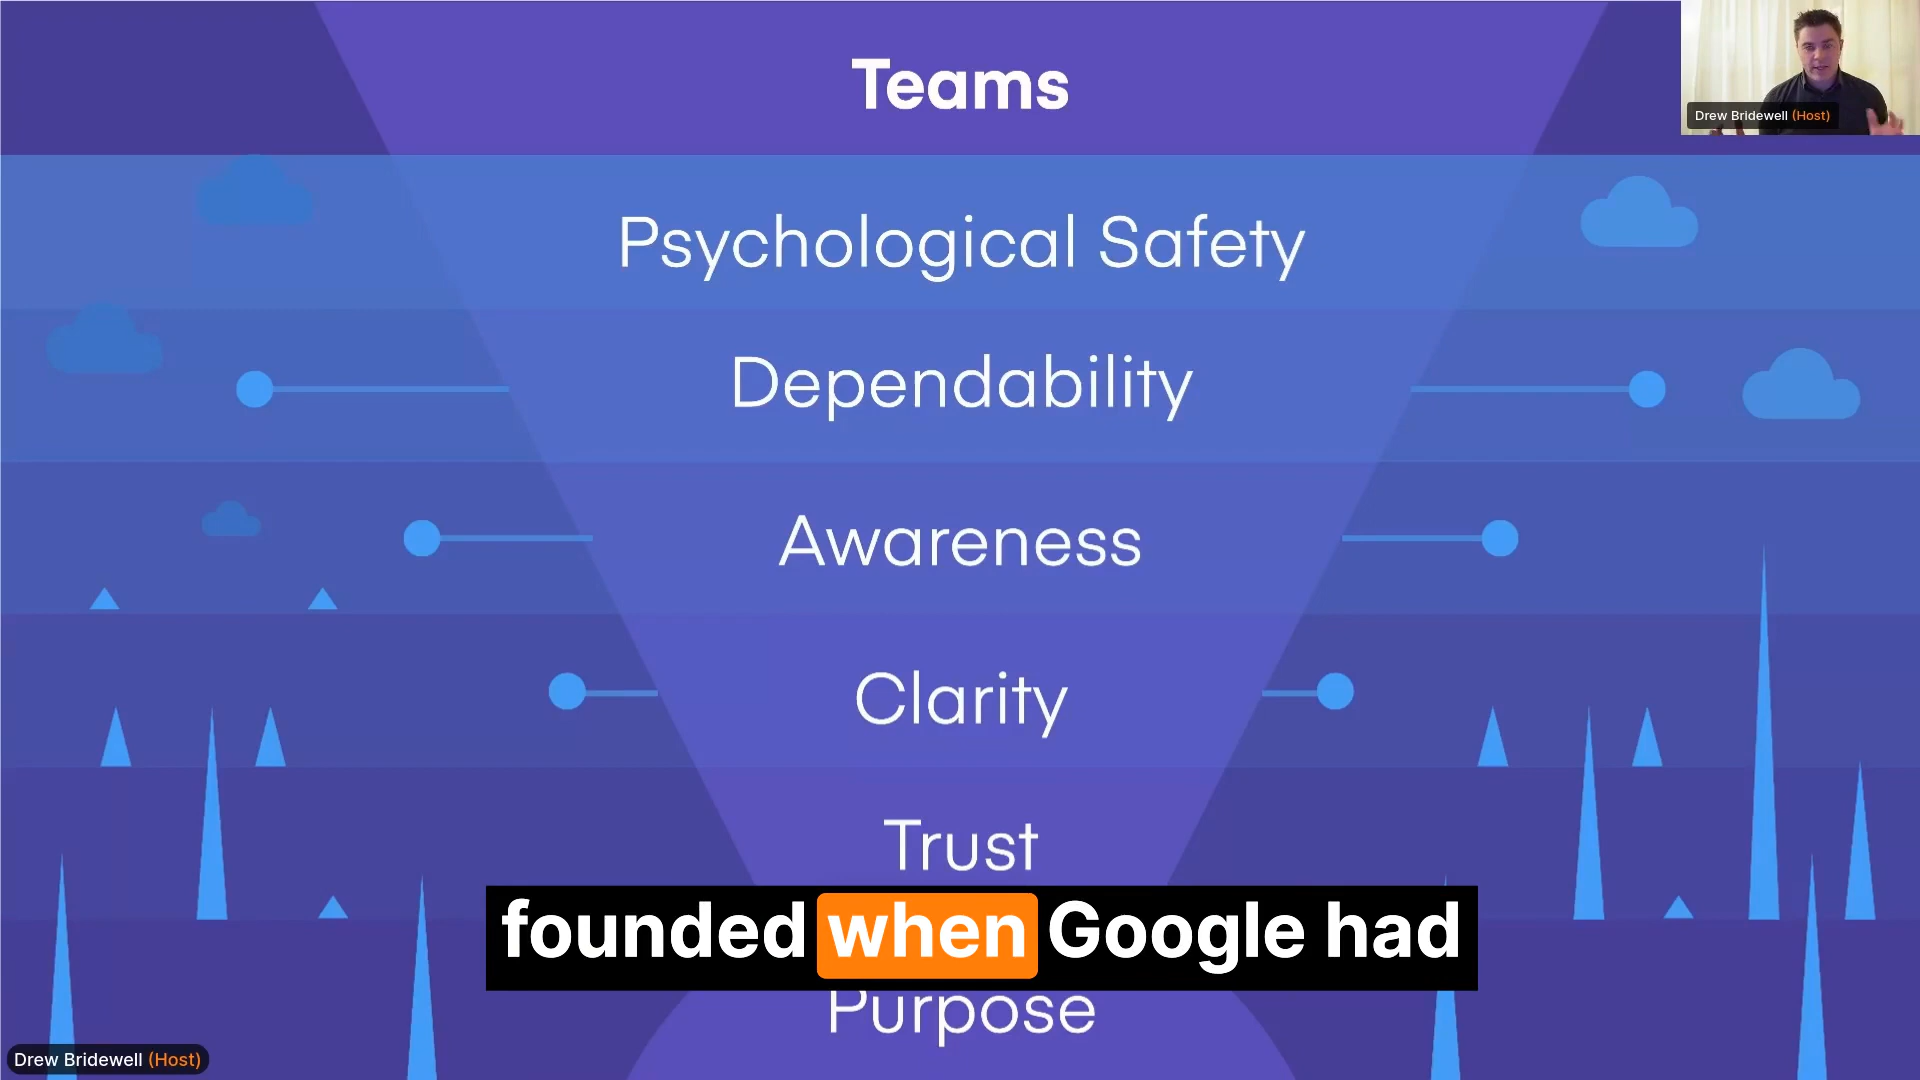 Teams
Drew Bridewell (Host)
Psychological Safety
Dependability
Awareness
Clarity
Trust
founded when Google had
Purpose
Drew Bridewell (Host)